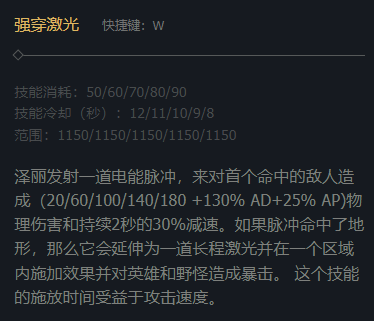 强穿激光 快捷键：W
技能消耗：50/60/70/80/90
技能冷却（秒）：12/11/10/9/8
范围：1150/1150/1150/1150/1150
泽丽发射一道电能脉冲，来对首个命中的敌人造
成（20/60/100/140/180 +130% AD+25% AP)物
理伤害和持续2秒的30%减速。如果脉冲命中了地
形，那么它会延伸为一道长程激光并在一个区域
内施加效果并对英雄和野怪造成暴击。 这个技能
的施放时间受益于攻击速度。